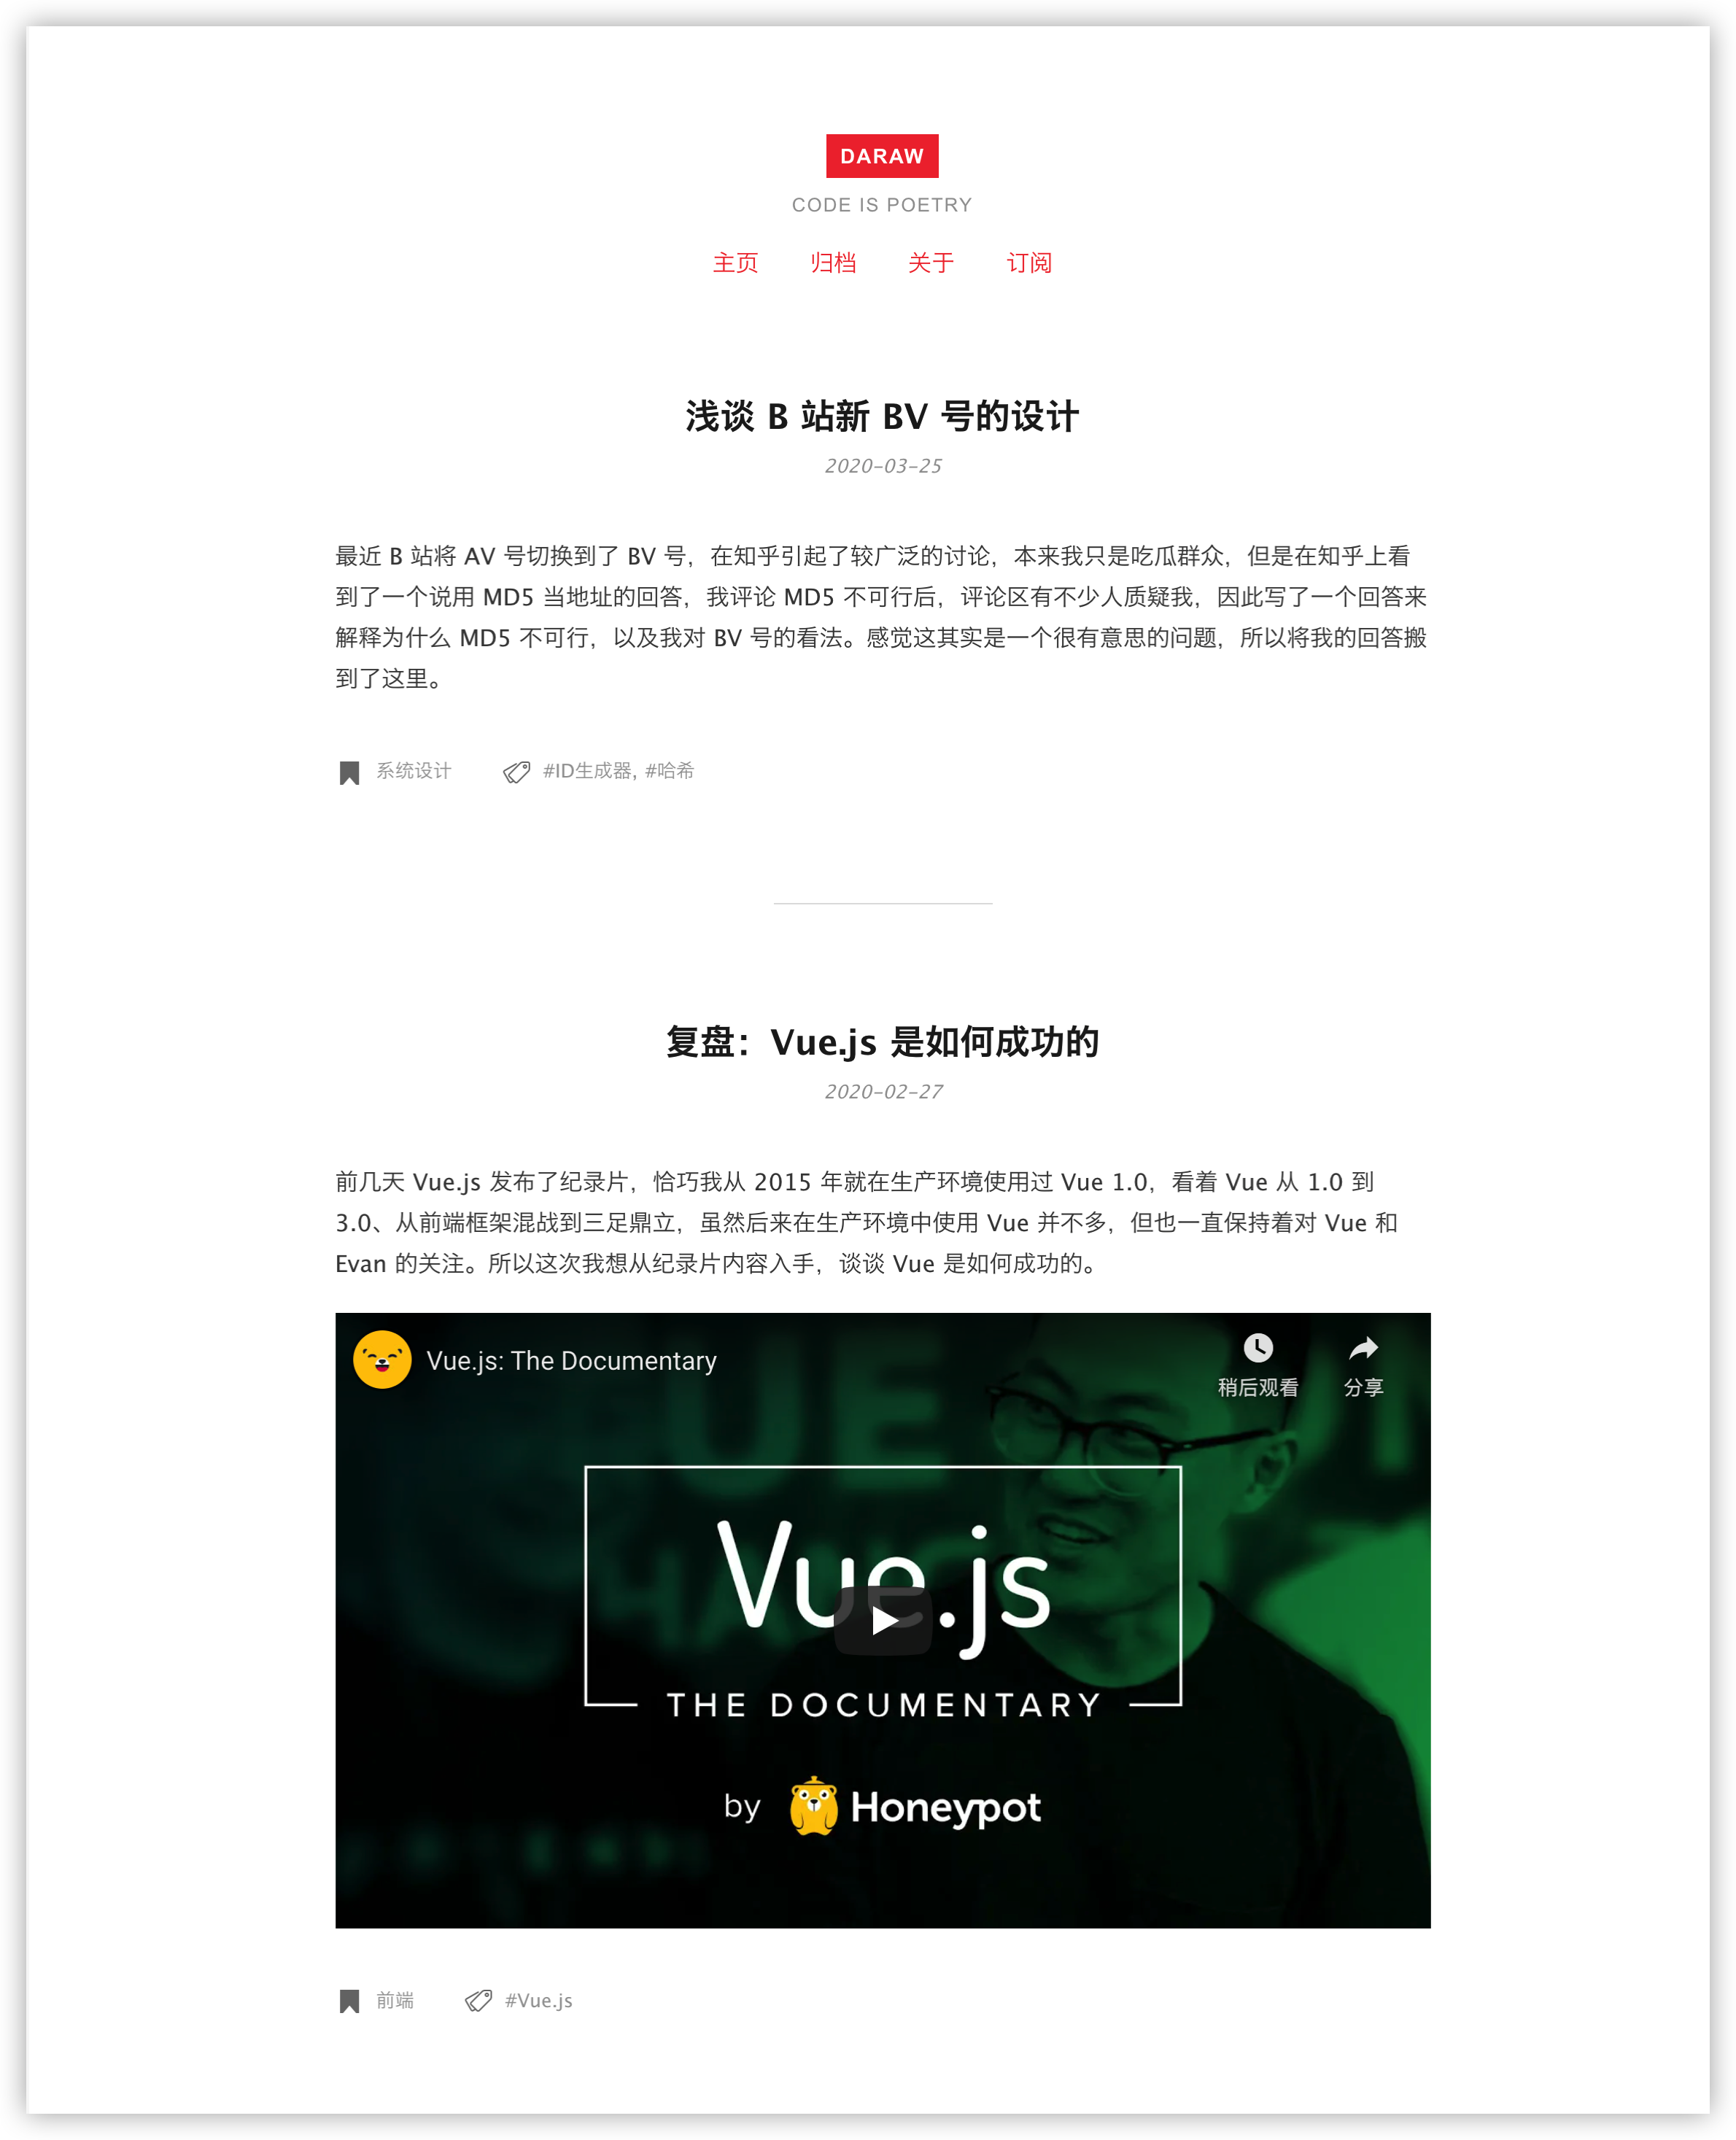 DARAW
CODE IS POETRY
主页 归档 关于 订阅
浅谈 B 站新 BV 号的设计
2020-03-25
最近 B 站将 AV 号切换到了 BV 号，在知乎引起了较广泛的讨论，本来我只是吃瓜群众，但是在知乎上看
到了一个说用 MD5 当地址的回答，我评论 MD5 不可行后，评论区有不少人质疑我，因此写了一个回答来
解释为什么 MD5 不可行，以及我对 BV 号的看法。感觉这其实是一个很有意思的问题，所以将我的回答搬
到了这里。
系统设计 #ID生成器, #哈希
复盘：Vue.js 是如何成功的
2020-02-27
前几天 Vue.js 发布了纪录片，恰巧我从 2015 年就在生产环境使用过 Vue 1.0，看着 Vue 从 1.0 到
3.0、从前端框架混战到三足鼎立，虽然后来在生产环境中使用 Vue 并不多，但也一直保持着对 Vue 和
Evan 的关注。所以这次我想从纪录片内容入手，谈谈 Vue 是如何成功的。
Vue.js: The Documentary
稍后观看 分享
Vue.js
THE DOCUMENTARY
by Honeypot
前端 #Vue.js